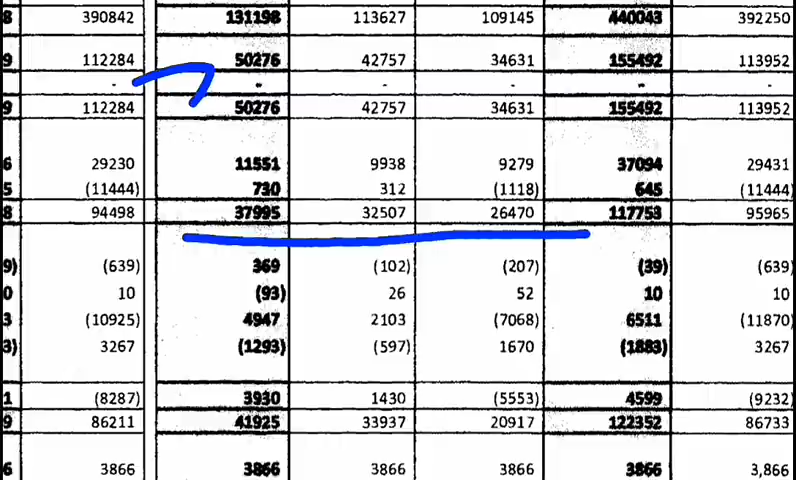 8 390842 131198 113627 109145 440043 392250
9 112284 50276 42757 34631 155492 113952
- - - - - -
9 112284 50276 42757 34631 155492 113952
6 29230 11551 9938 9279 37094 29431
5 (11444) 730 312 (1118) 645 (11444)
8 94498 37995 32507 26470 117753 95965
9) (639) 369 (102) (207) (39) (639)
0 10 (93) 26 52 10 10
3 (10925) 4947 2103 (7068) 6511 (11870)
3) 3267 (1293) (597) 1670 (1883) 3267
1 (8287) 3930 1430 (5553) 4599 (9232)
9 86211 41925 33937 20917 122352 86733
6 3866 3866 3866 3866 3866 3,866